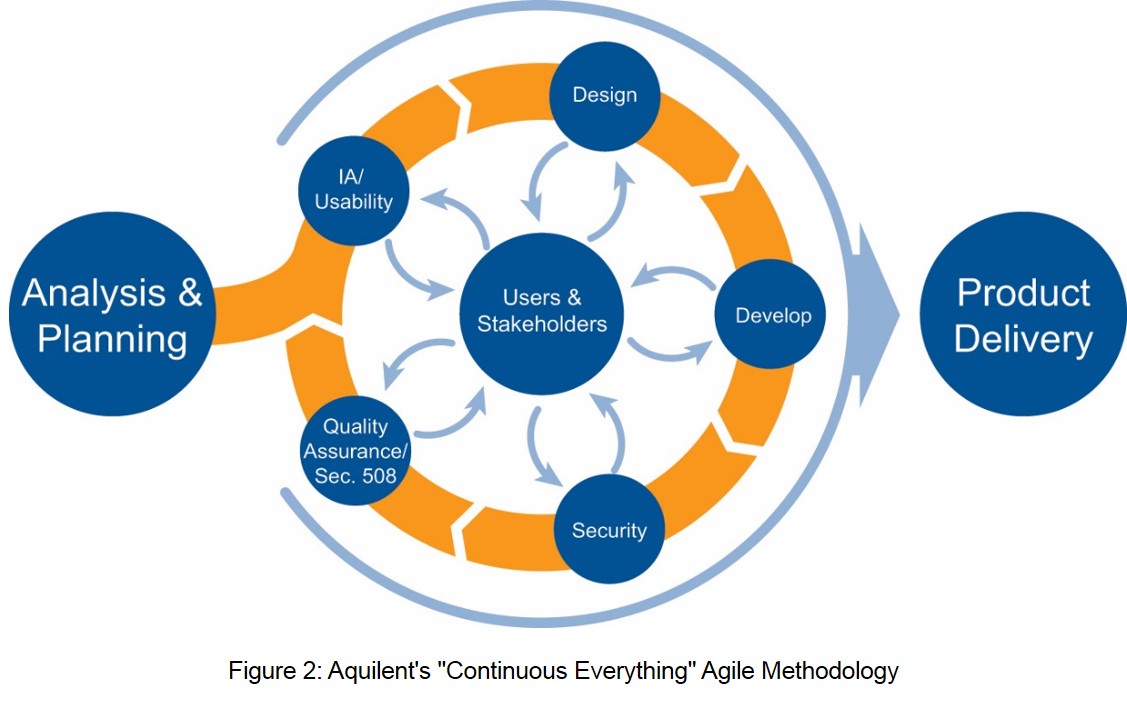 Design
IA/
Usability
Analysis &
Planning
Users &
Stakeholders
Develop
Product
Delivery
Quality
Assurance/
Sec. 508
Security
Figure 2: Aquilent's "Continuous Everything" Agile Methodology